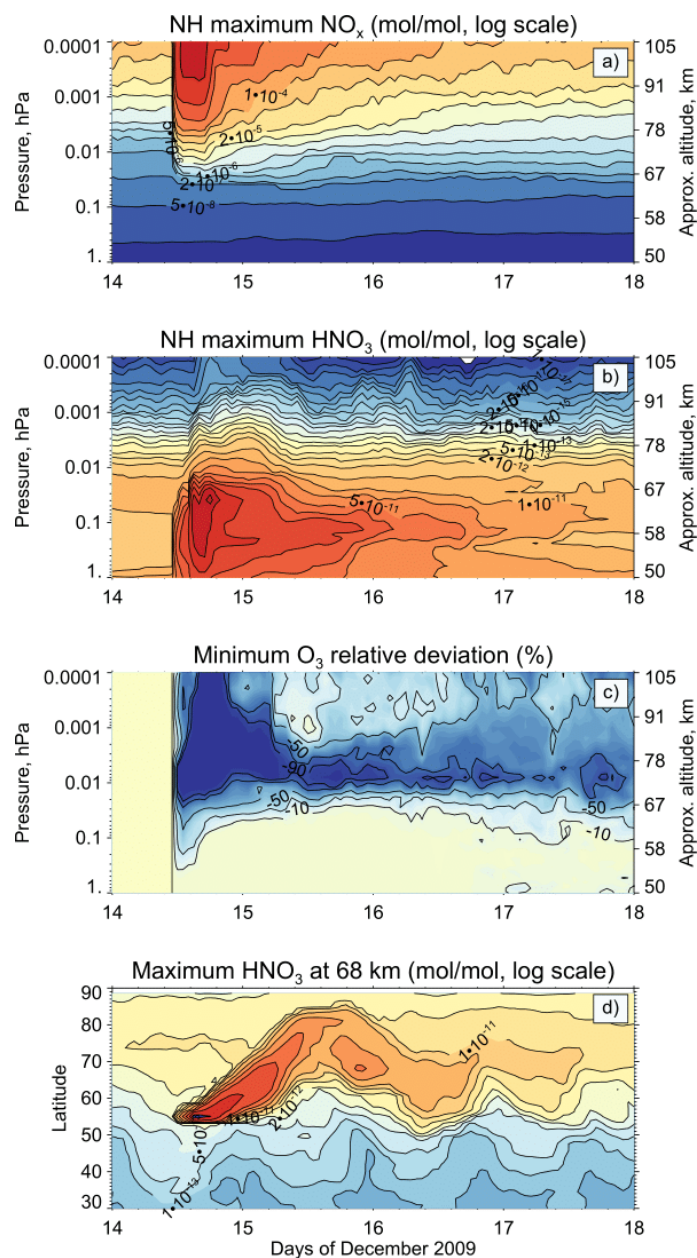 NH maximum NOₓ (mol/mol, log scale)
a)
Pressure, hPa
0.0001
0.001
0.01
0.1
1.
105
91
78
67
58
50
Approx. altitude, km
1•10⁻⁴
2•10⁻⁵
1•10⁻⁶
5•10⁻⁸
14 15 16 17 18
NH maximum HNO₃ (mol/mol, log scale)
b)
Pressure, hPa
0.0001
0.001
0.01
0.1
1.
105
91
78
67
58
50
Approx. altitude, km
1•10⁻¹³
5•10⁻¹³
2•10⁻¹²
5•10⁻¹¹
1•10⁻¹¹
14 15 16 17 18
Minimum O₃ relative deviation (%)
c)
Pressure, hPa
0.0001
0.001
0.01
0.1
1.
105
91
78
67
58
50
Approx. altitude, km
-50
-90
-50
-10
-50
-10
14 15 16 17 18
Maximum HNO₃ at 68 km (mol/mol, log scale)
d)
Latitude
90
80
70
60
50
40
30
1•10⁻¹¹
1•10⁻¹¹
2•10⁻¹²
1•10⁻¹³
14 15 16 17 18
Days of December 2009